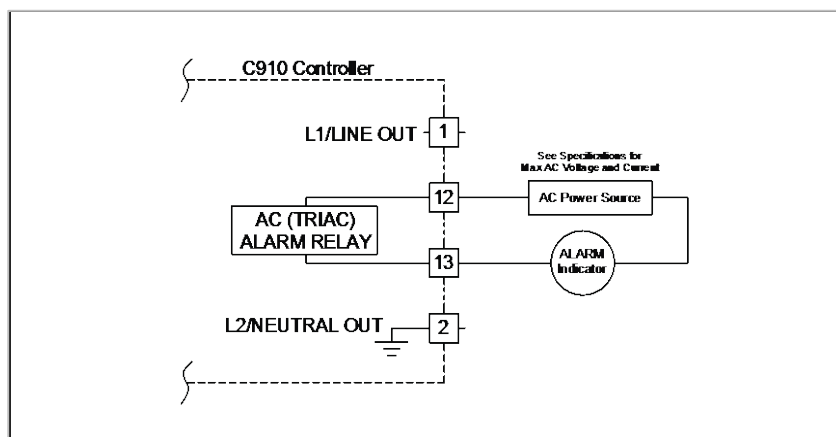 C910 Controller
L1/LINE OUT
1
See Specifications for
Max AC Voltage and Current
12
AC Power Source
AC (TRIAC)
ALARM RELAY
13
ALARM
Indicator
L2/NEUTRAL OUT
2